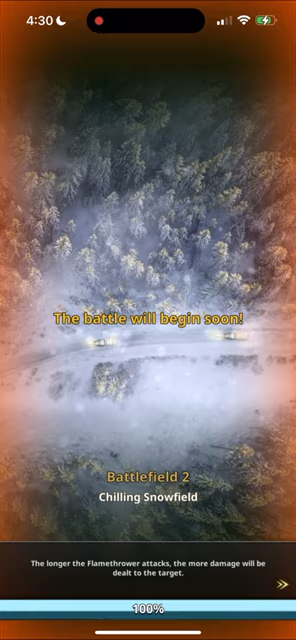 4:30
The battle will begin soon!
Battlefield 2
Chilling Snowfield
The longer the Flamethrower attacks, the more damage will be
dealt to the target.
100%